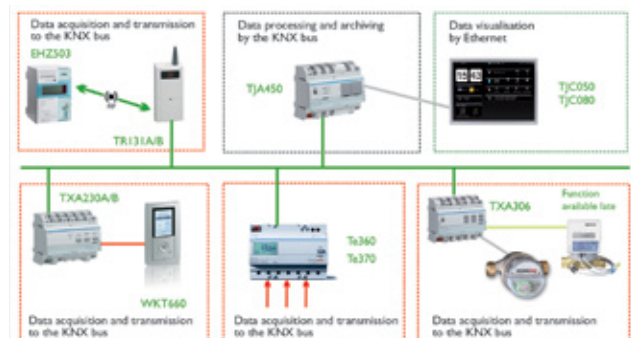 Data acquisition and transmission
to the KNX bus
EHZ503
TR131A/B
Data processing and archiving
by the KNX bus
TJA450
Data visualisation
by Ethernet
TJC050
TJC080
TXA230A/B
WKT660
Data acquisition and transmission
to the KNX bus
Te360
Te370
Data acquisition and transmission
to the KNX bus
TXA306
Function
available late
Data acquisition and transmission
to the KNX bus